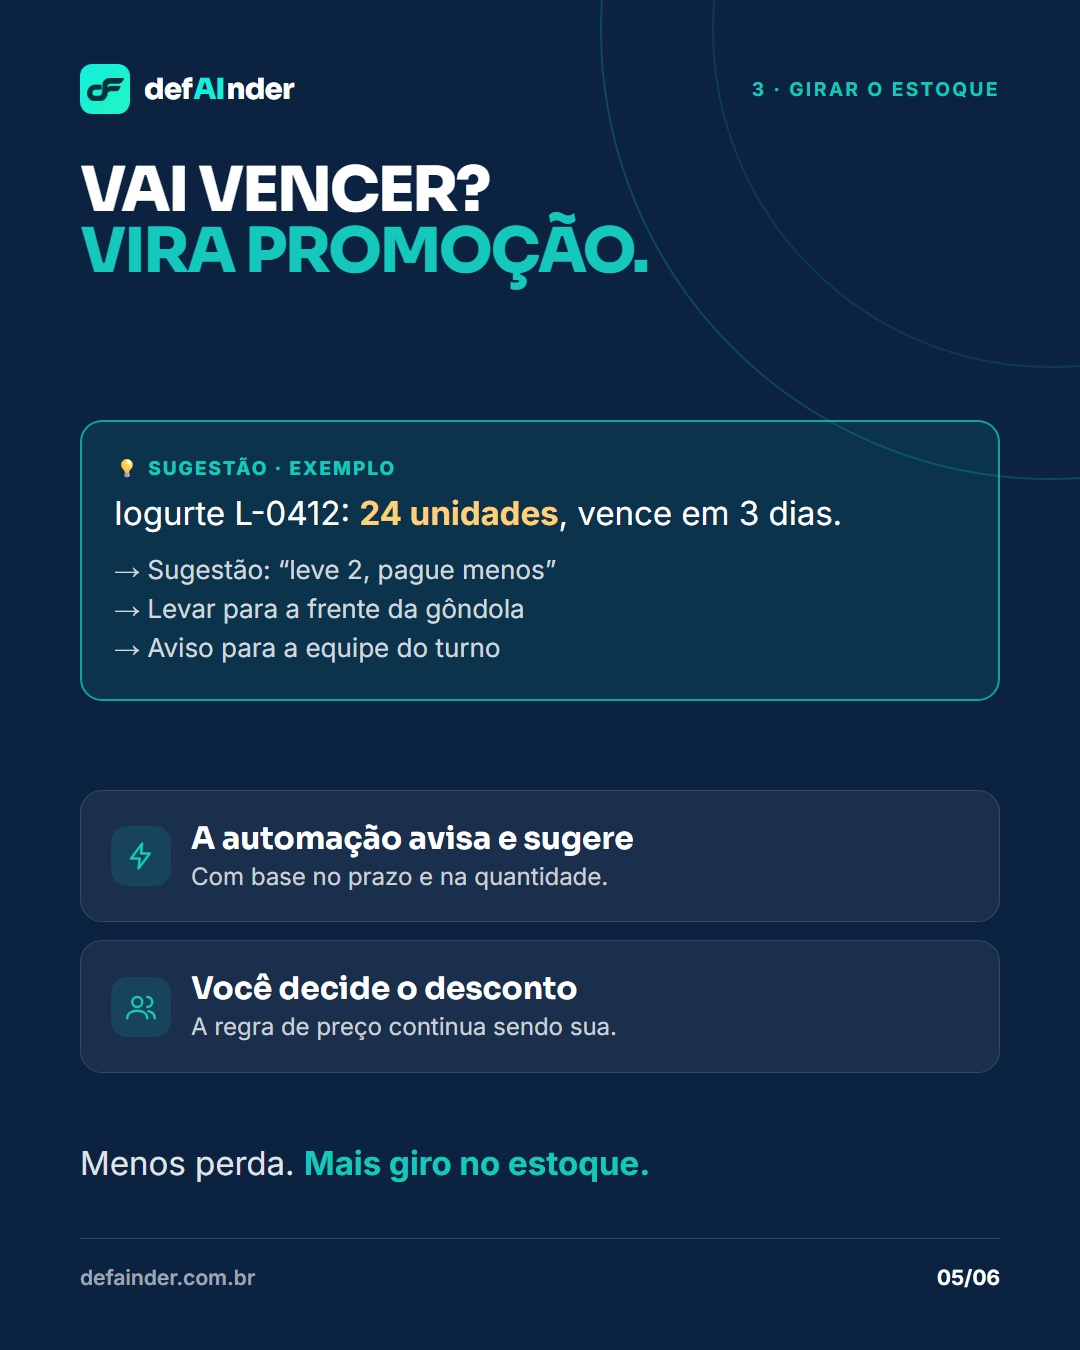 defAInder
3 · GIRAR O ESTOQUE
VAI VENCER?
VIRA PROMOÇÃO.
💡 SUGESTÃO · EXEMPLO
Iogurte L-0412: 24 unidades, vence em 3 dias.
→ Sugestão: “leve 2, pague menos”
→ Levar para a frente da gôndola
→ Aviso para a equipe do turno
A automação avisa e sugere
Com base no prazo e na quantidade.
Você decide o desconto
A regra de preço continua sendo sua.
Menos perda. Mais giro no estoque.
defainder.com.br
05/06